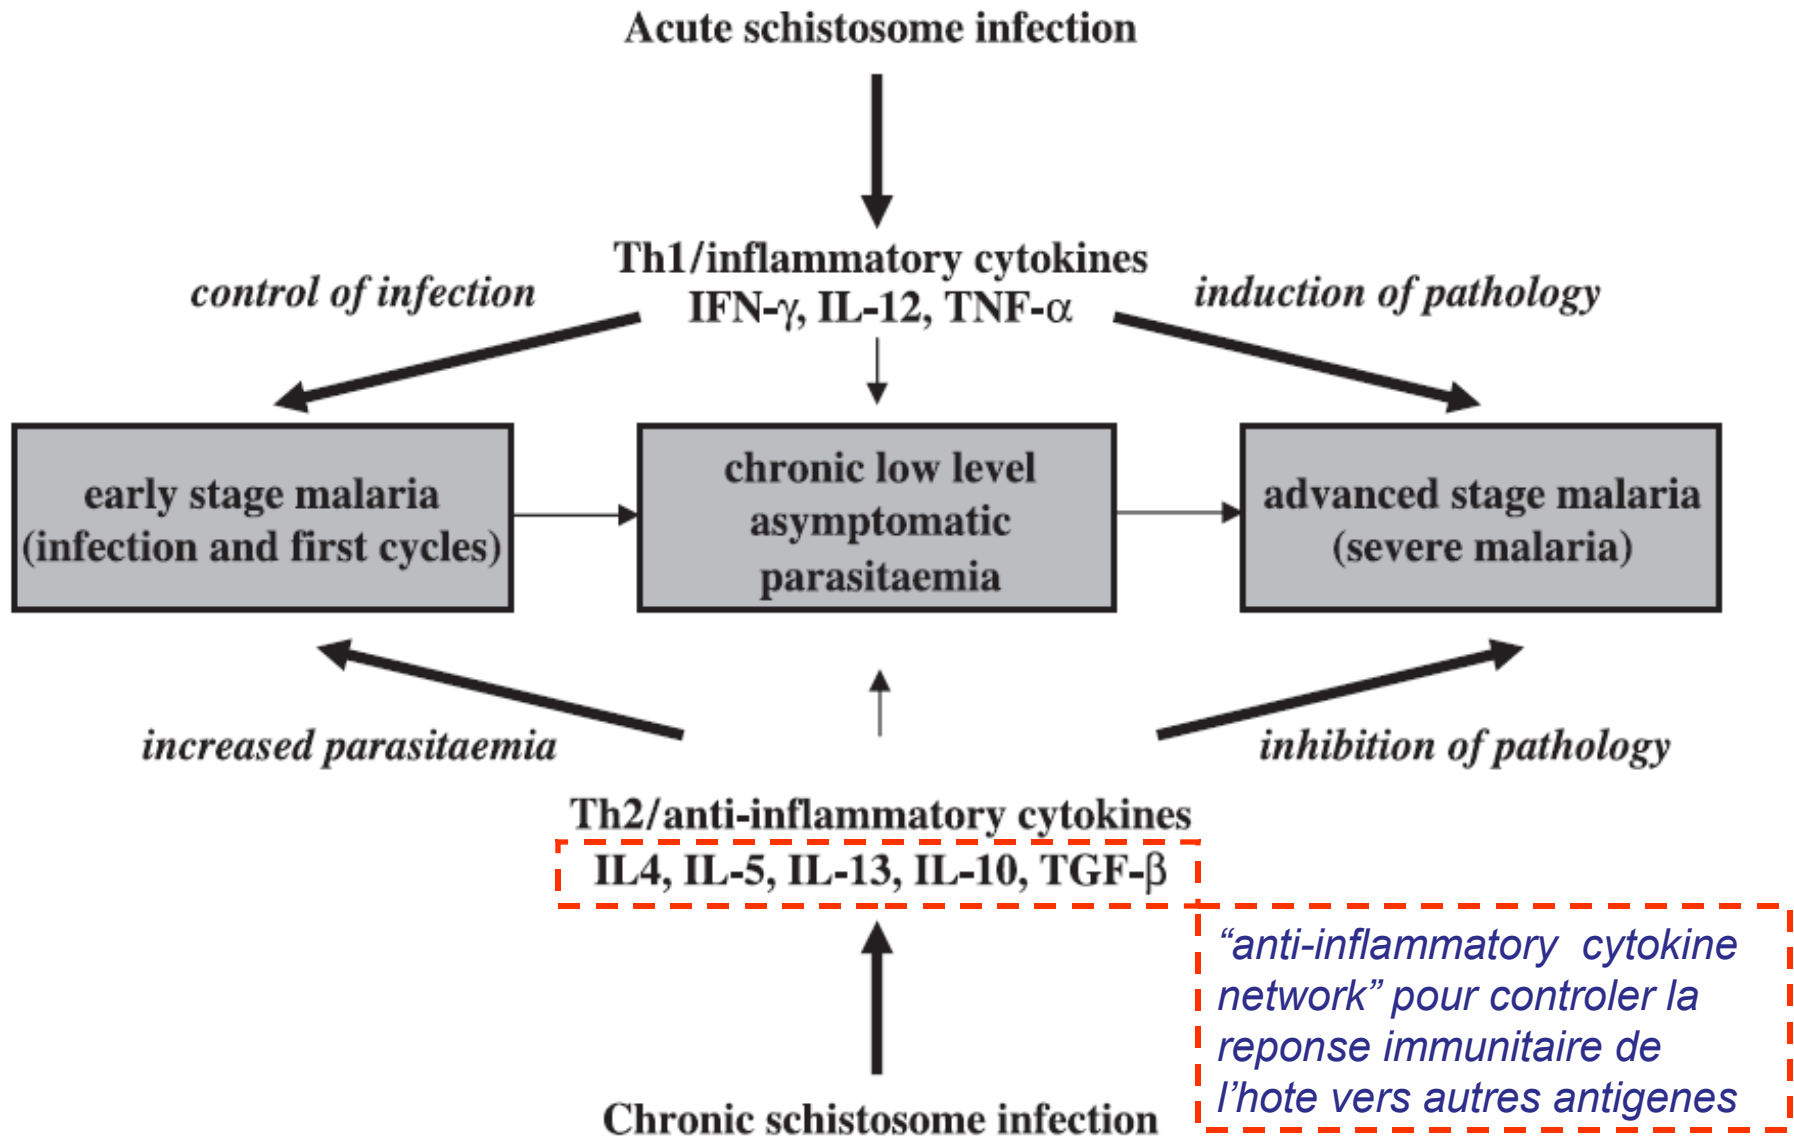 Acute schistosome infection
Th1/inflammatory cytokines
IFN-γ, IL-12, TNF-α
control of infection
induction of pathology
early stage malaria
(infection and first cycles)
chronic low level
asymptomatic
parasitaemia
advanced stage malaria
(severe malaria)
increased parasitaemia
inhibition of pathology
Th2/anti-inflammatory cytokines
IL4, IL-5, IL-13, IL-10, TGF-β
“anti-inflammatory cytokine
network” pour controler la
reponse immunitaire de
l’hote vers autres antigenes
Chronic schistosome infection